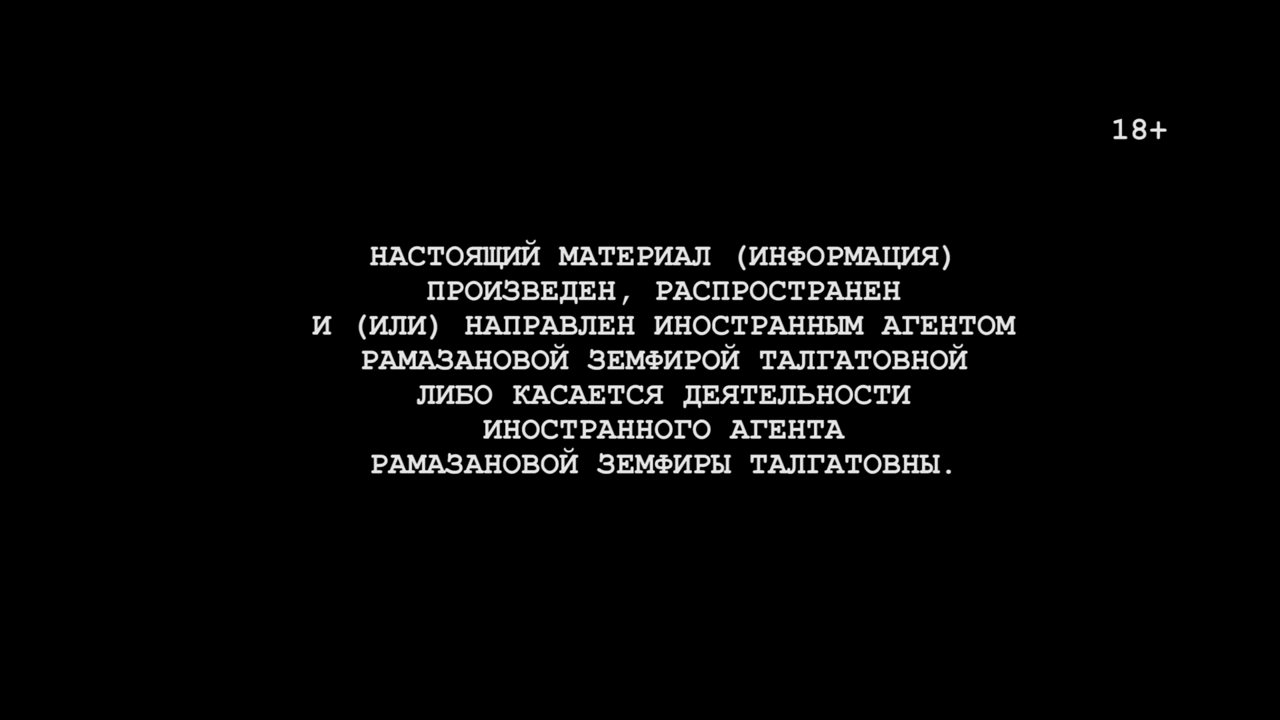 18+
НАСТОЯЩИЙ МАТЕРИАЛ (ИНФОРМАЦИЯ)
ПРОИЗВЕДЕН, РАСПРОСТРАНЕН
И (ИЛИ) НАПРАВЛЕН ИНОСТРАННЫМ АГЕНТОМ
РАМАЗАНОВОЙ ЗЕМФИРОЙ ТАЛГАТОВНОЙ
ЛИБО КАСАЕТСЯ ДЕЯТЕЛЬНОСТИ
ИНОСТРАННОГО АГЕНТА
РАМАЗАНОВОЙ ЗЕМФИРЫ ТАЛГАТОВНЫ.